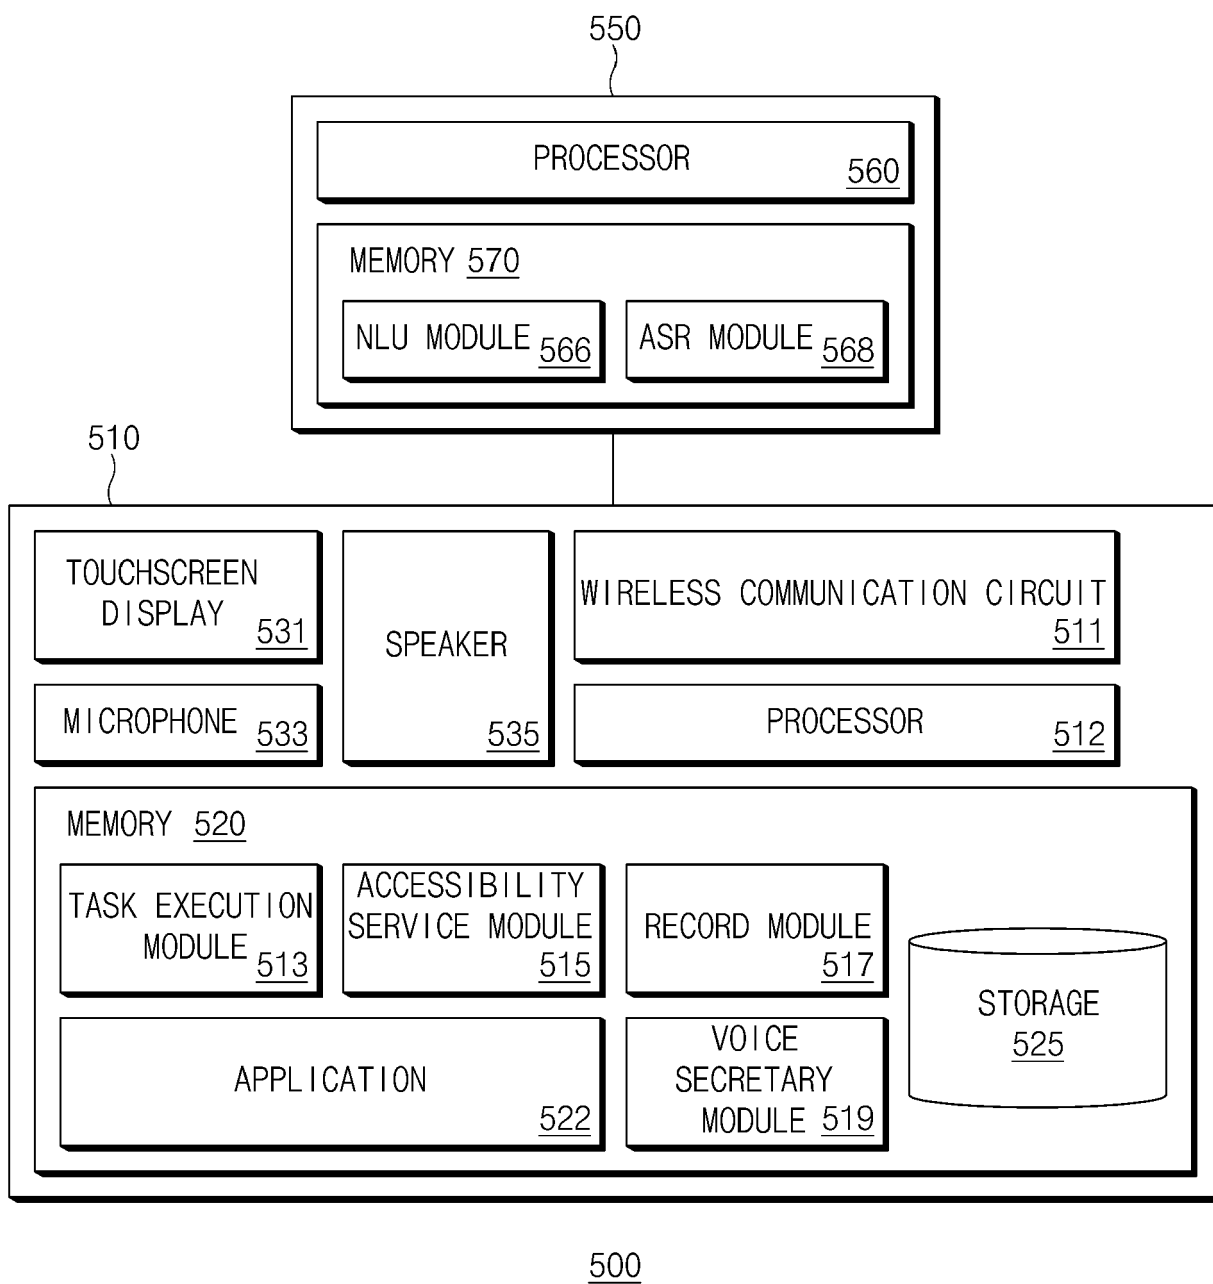 550
PROCESSOR
560
MEMORY 570
NLU MODULE 566
ASR MODULE 568
510
TOUCHSCREEN
DISPLAY
531
SPEAKER
535
WIRELESS COMMUNICATION CIRCUIT
511
MICROPHONE 533
PROCESSOR
512
MEMORY 520
TASK EXECUTION
MODULE 513
ACCESSIBILITY
SERVICE MODULE
515
RECORD MODULE
517
STORAGE
525
APPLICATION
522
VOICE
SECRETARY
MODULE 519
500